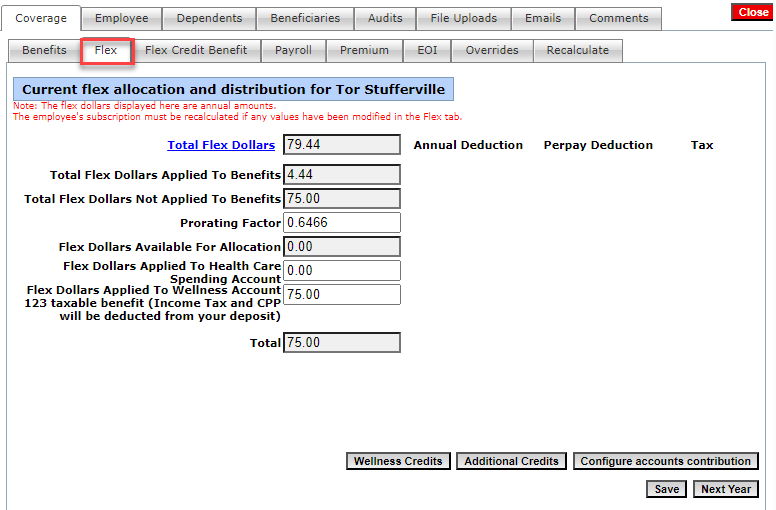 Coverage Employee Dependents Beneficiaries Audits File Uploads Emails Comments Close
Benefits Flex Flex Credit Benefit Payroll Premium EOI Overrides Recalculate
Current flex allocation and distribution for Tor Stufferville
Note: The flex dollars displayed here are annual amounts.
The employee's subscription must be recalculated if any values have been modified in the Flex tab.
Total Flex Dollars 79.44 Annual Deduction Perpay Deduction Tax
Total Flex Dollars Applied To Benefits 4.44
Total Flex Dollars Not Applied To Benefits 75.00
Prorating Factor 0.6466
Flex Dollars Available For Allocation 0.00
Flex Dollars Applied To Health Care
Spending Account 0.00
Flex Dollars Applied To Wellness Account
123 taxable benefit (Income Tax and CPP
will be deducted from your deposit) 75.00
Total 75.00
Wellness Credits Additional Credits Configure accounts contribution
Save Next Year